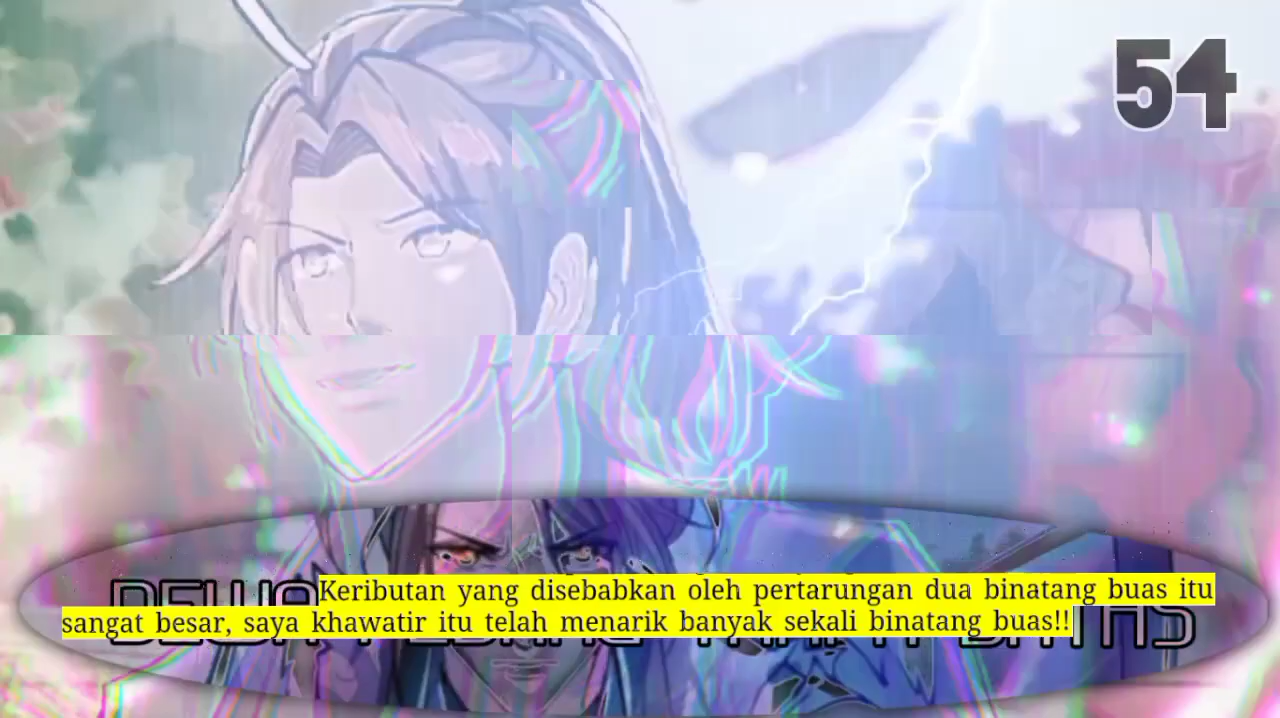 54
Keributan yang disebabkan oleh pertarungan dua binatang buas itu
sangat besar, saya khawatir itu telah menarik banyak sekali binatang buas!!
DEWA